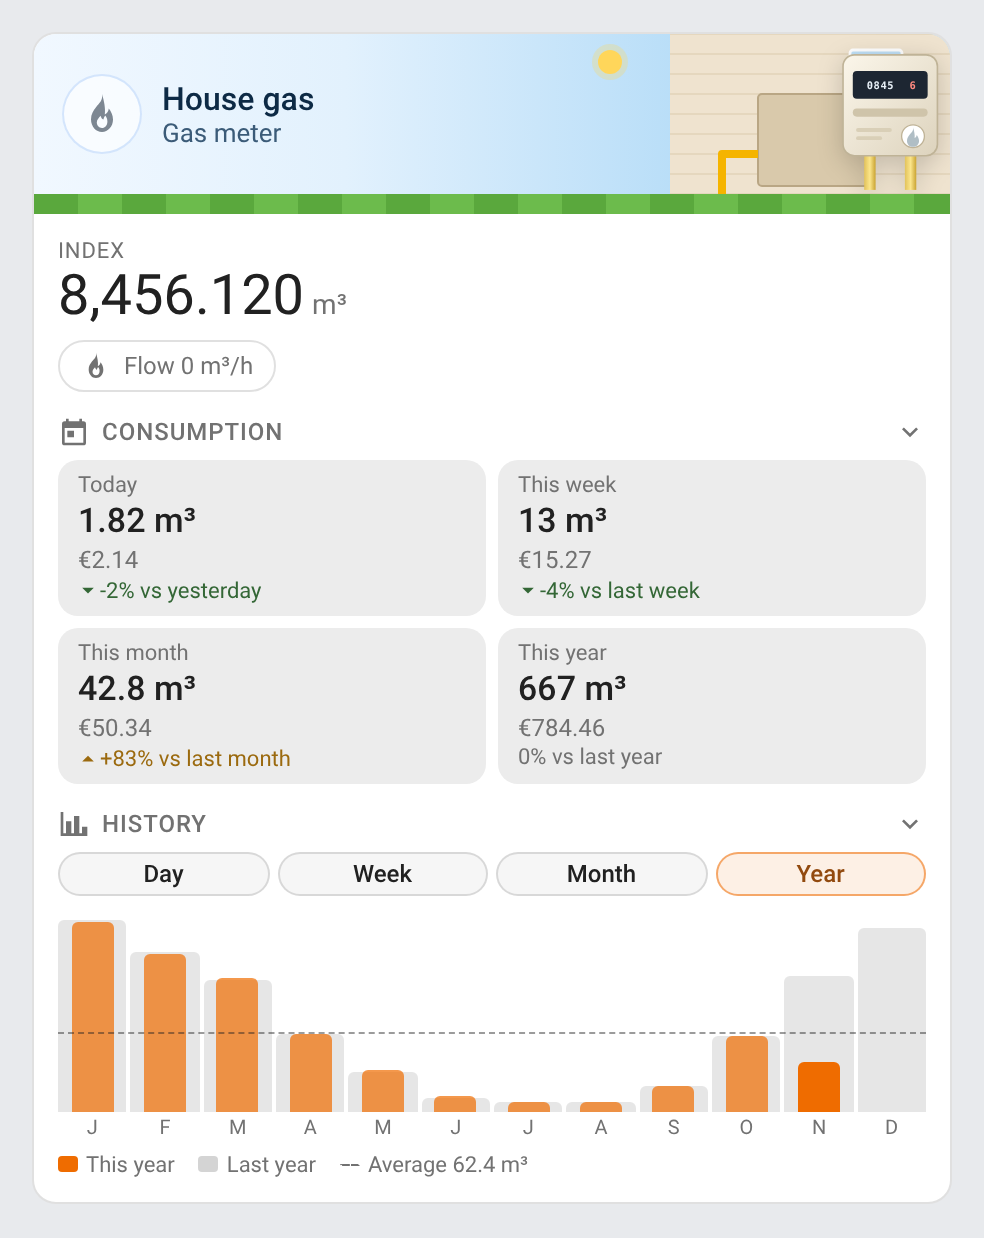 House gas
Gas meter
0845 6
INDEX
8,456.120 m³
Flow 0 m³/h
CONSUMPTION
Today
1.82 m³
€2.14
-2% vs yesterday
This week
13 m³
€15.27
-4% vs last week
This month
42.8 m³
€50.34
+83% vs last month
This year
667 m³
€784.46
0% vs last year
HISTORY
Day Week Month Year
J F M A M J J A S O N D
This year Last year Average 62.4 m³